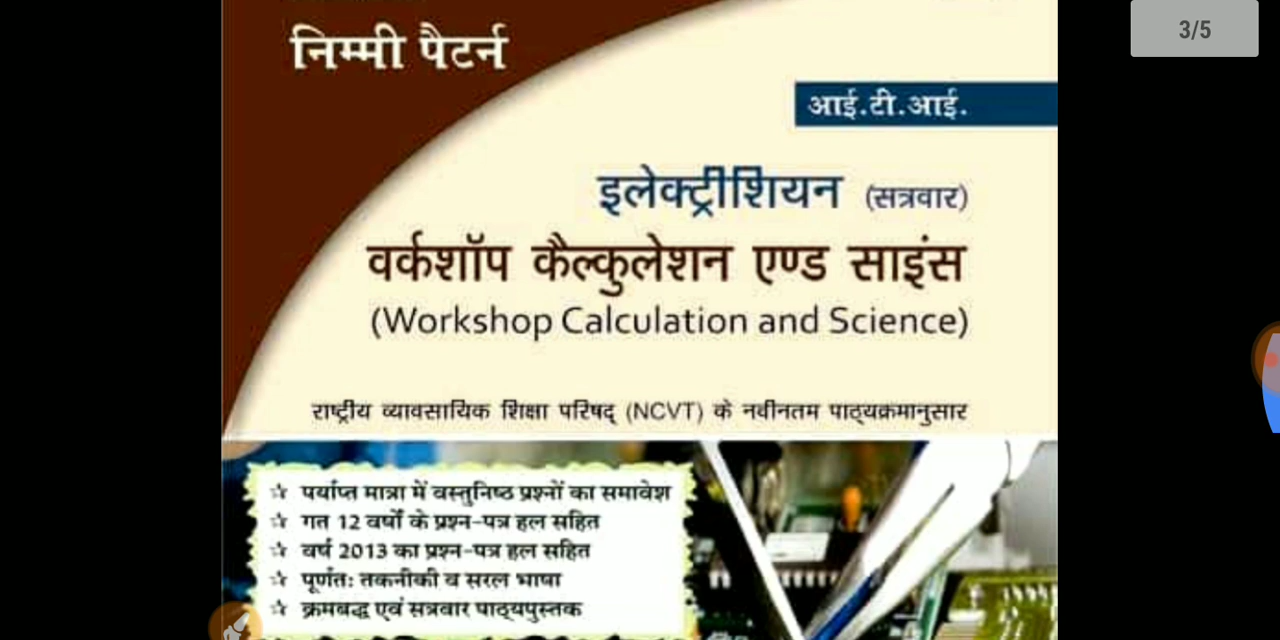 3/5
निम्मी पैटर्न
आई.टी.आई.
इलेक्ट्रीशियन (सत्रवार)
वर्कशॉप कैल्कुलेशन एण्ड साइंस
(Workshop Calculation and Science)
राष्ट्रीय व्यावसायिक शिक्षा परिषद् (NCVT) के नवीनतम पाठ्यक्रमानुसार
☆ पर्याप्त मात्रा में वस्तुनिष्ठ प्रश्नों का समावेश
☆ गत 12 वर्षों के प्रश्न-पत्र हल सहित
☆ वर्ष 2013 का प्रश्न-पत्र हल सहित
☆ पूर्णतः तकनीकी व सरल भाषा
☆ क्रमबद्ध एवं सत्रवार पाठ्यपुस्तक